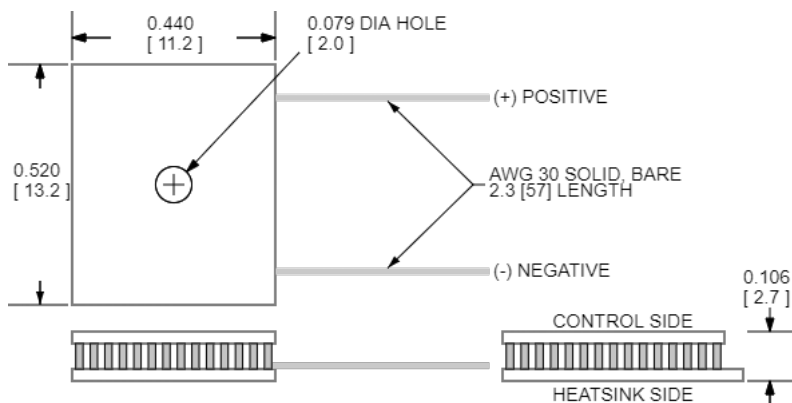 0.440
[ 11.2 ]
0.079 DIA HOLE
[ 2.0 ]
(+) POSITIVE
0.520
[ 13.2 ]
AWG 30 SOLID, BARE
2.3 [57] LENGTH
(-) NEGATIVE
0.106
[ 2.7 ]
CONTROL SIDE
HEATSINK SIDE